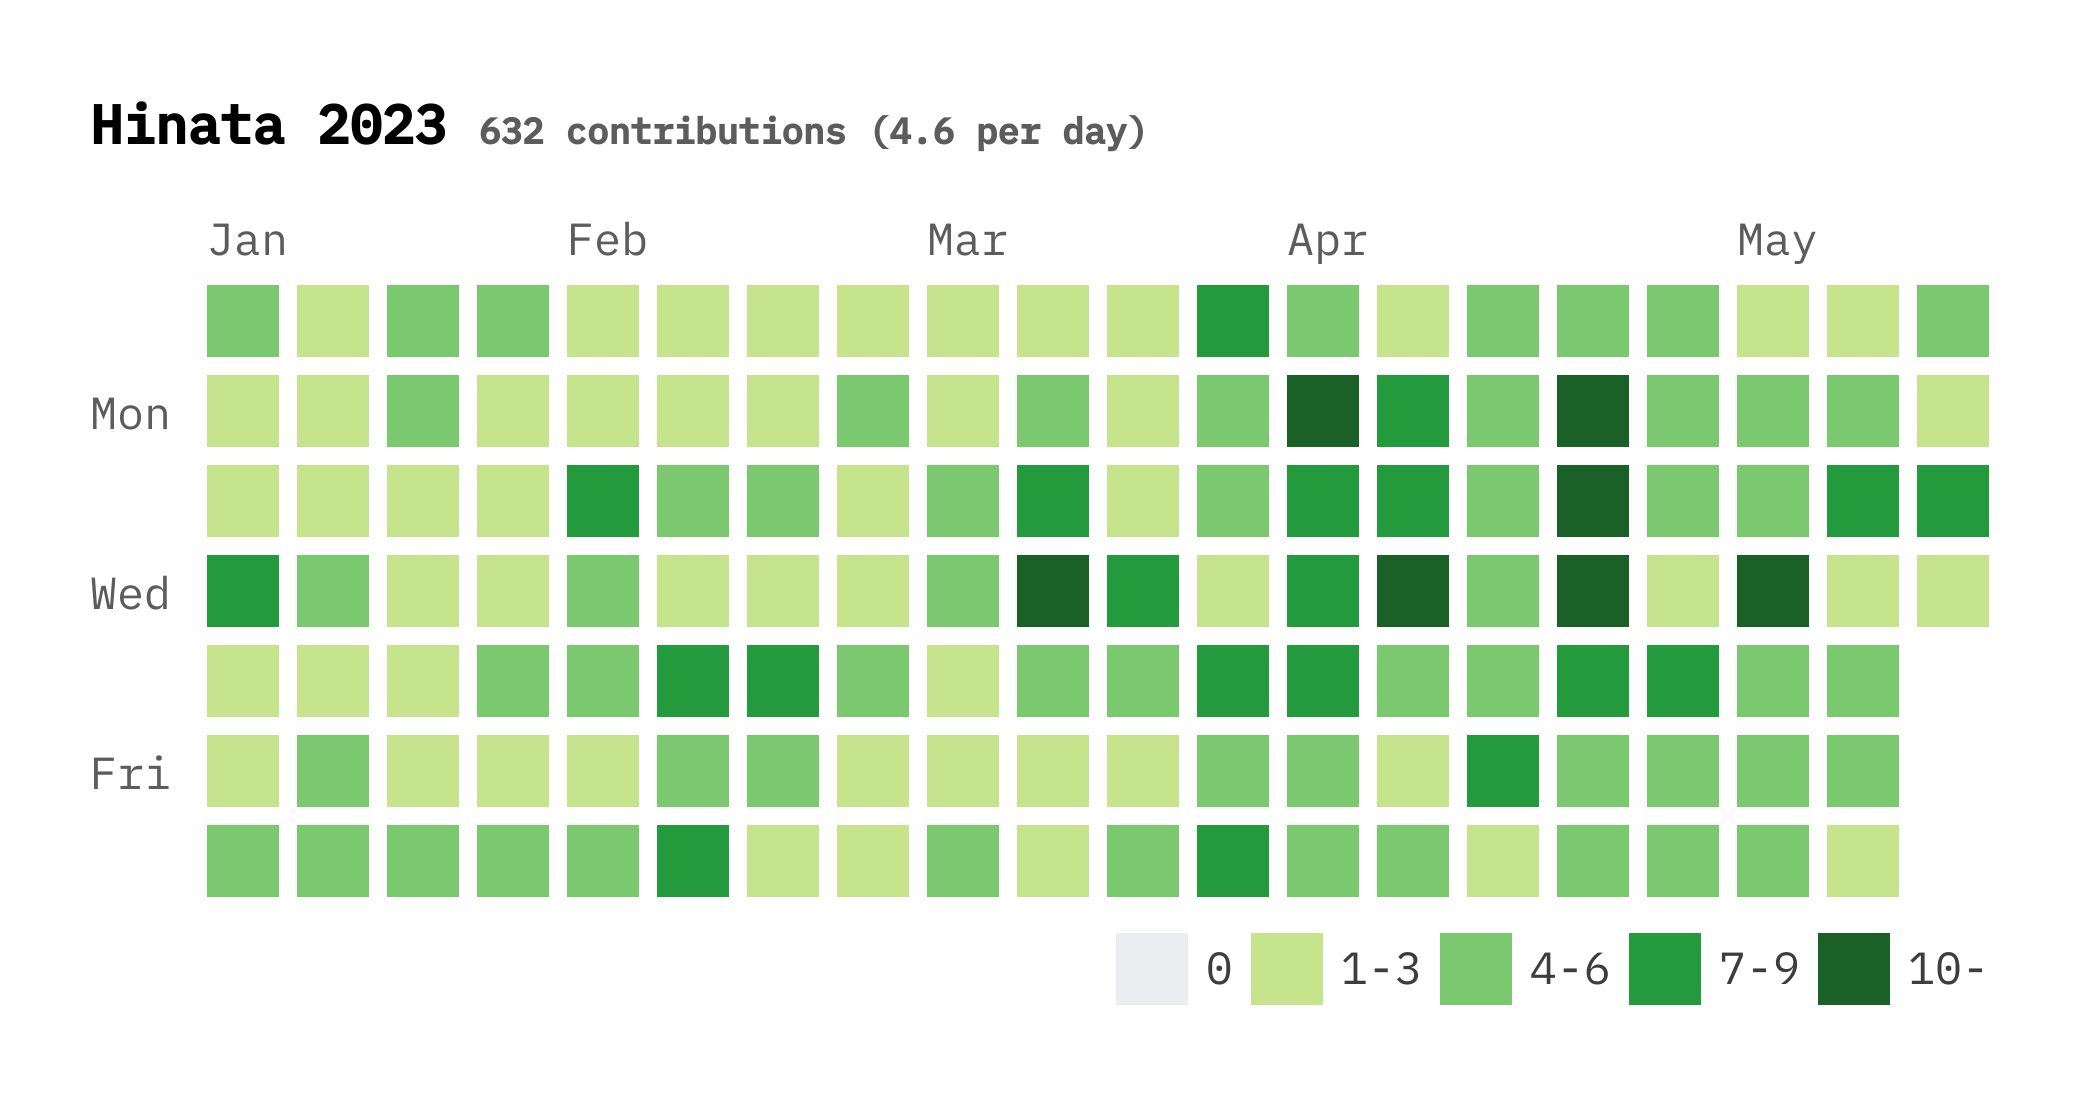 Hinata 2023 632 contributions (4.6 per day)
Jan Feb Mar Apr May
Mon
Wed
Fri
0 1-3 4-6 7-9 10-